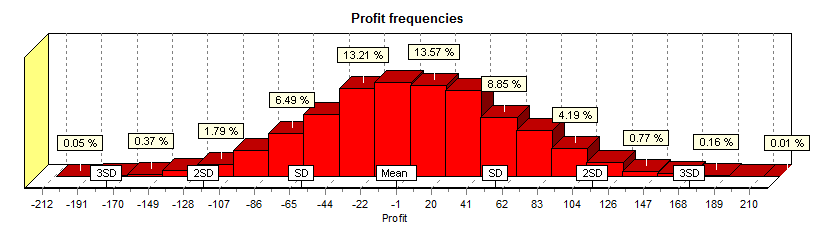 Profit frequencies
13.21 % 13.57 %
6.49 % 8.85 %
1.79 % 4.19 %
0.05 % 0.37 % 0.77 % 0.16 % 0.01 %
3SD 2SD SD Mean SD 2SD 3SD
-212 -191 -170 -149 -128 -107 -86 -65 -44 -22 -1 20 41 62 83 104 126 147 168 189 210
Profit